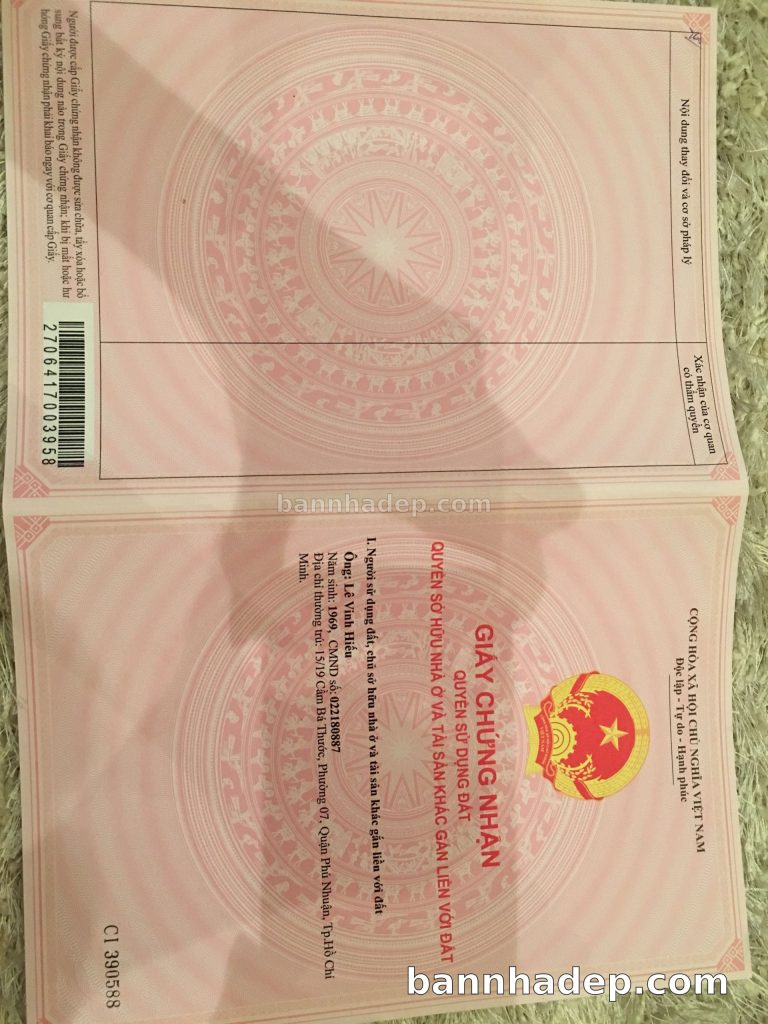 Nội dung thay đổi và cơ sở pháp lý
Xác nhận của cơ quan
có thẩm quyền
Người được cấp Giấy chứng nhận không được sửa chữa, tẩy xóa hoặc bổ
sung bất kỳ nội dung nào trong Giấy chứng nhận; khi bị mất hoặc hư
hỏng Giấy chứng nhận phải khai báo ngay với cơ quan cấp Giấy.
2706417003958
bannhadep.com
CỘNG HÒA XÃ HỘI CHỦ NGHĨA VIỆT NAM
Độc lập - Tự do - Hạnh phúc
VIỆT NAM
GIẤY CHỨNG NHẬN
QUYỀN SỬ DỤNG ĐẤT
QUYỀN SỞ HỮU NHÀ Ở VÀ TÀI SẢN KHÁC GẮN LIỀN VỚI ĐẤT
I. Người sử dụng đất, chủ sở hữu nhà ở và tài sản khác gắn liền với đất
Ông: Lê Vinh Hiếu
Năm sinh: 1969, CMND số: 022180887
Địa chỉ thường trú: 15/19 Cầm Bá Thước, Phường 07, Quận Phú Nhuận, Tp.Hồ Chí
Minh.
CI 390588
bannhadep.com